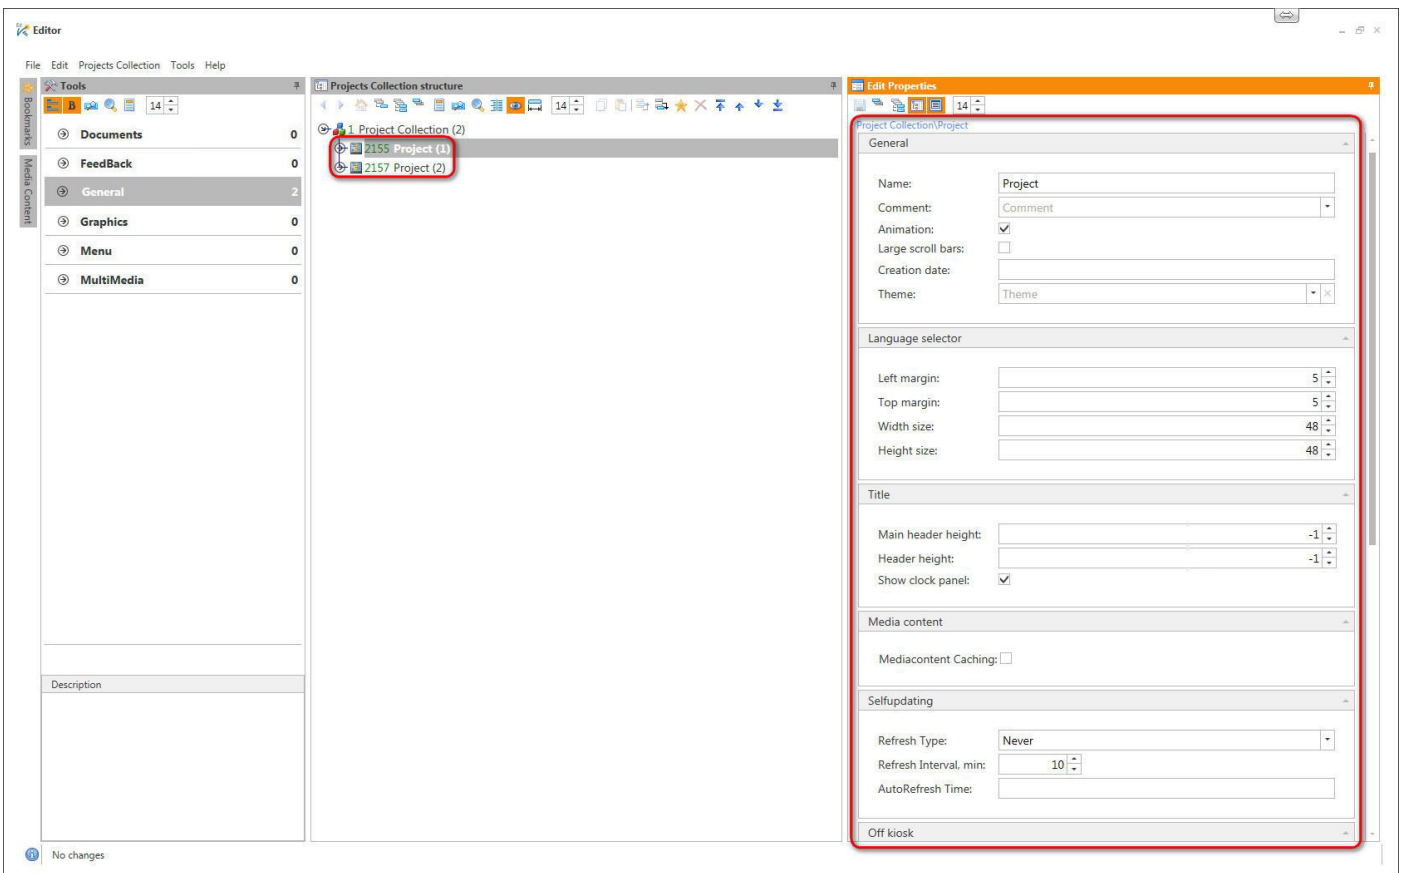 Editor
File Edit Projects Collection Tools Help
Bookmarks
Media Content
Tools
B 14
Documents 0
FeedBack 0
General 2
Graphics 0
Menu 0
MultiMedia 0
Description
Projects Collection structure
14
1 Project Collection (2)
2155 Project (1)
2157 Project (2)
Edit Properties
14
Project Collection\Project
General
Name: Project
Comment: Comment
Animation:
Large scroll bars:
Creation date:
Theme: Theme
Language selector
Left margin: 5
Top margin: 5
Width size: 48
Height size: 48
Title
Main header height: -1
Header height: -1
Show clock panel:
Media content
Mediacontent Caching:
Selfupdating
Refresh Type: Never
Refresh Interval, min: 10
AutoRefresh Time:
Off kiosk
No changes